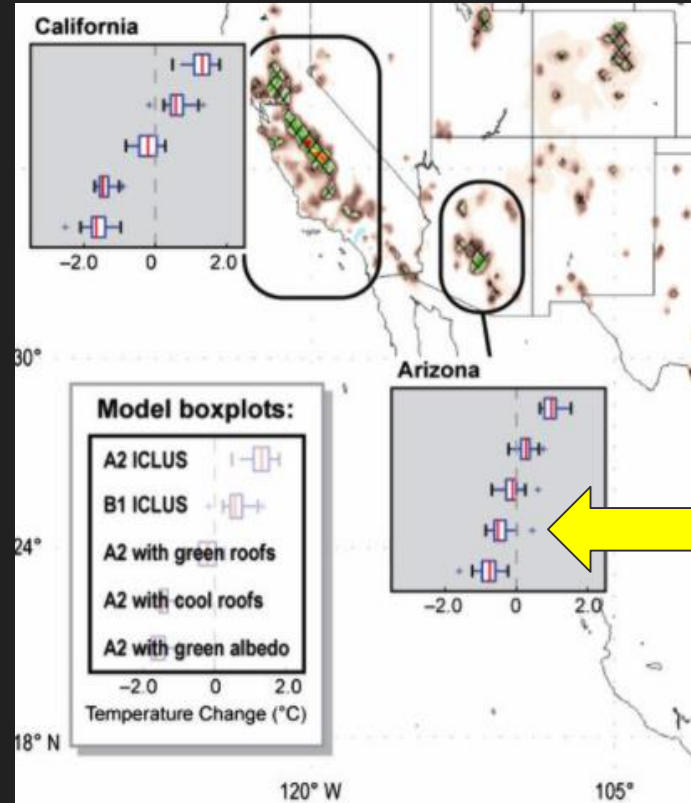 California
−2.0 0 2.0
30°
Arizona
Model boxplots:
A2 ICLUS
B1 ICLUS
A2 with green roofs
A2 with cool roofs
A2 with green albedo
−2.0 0 2.0
Temperature Change (°C)
24°
−2.0 0 2.0
18° N
120° W 105°